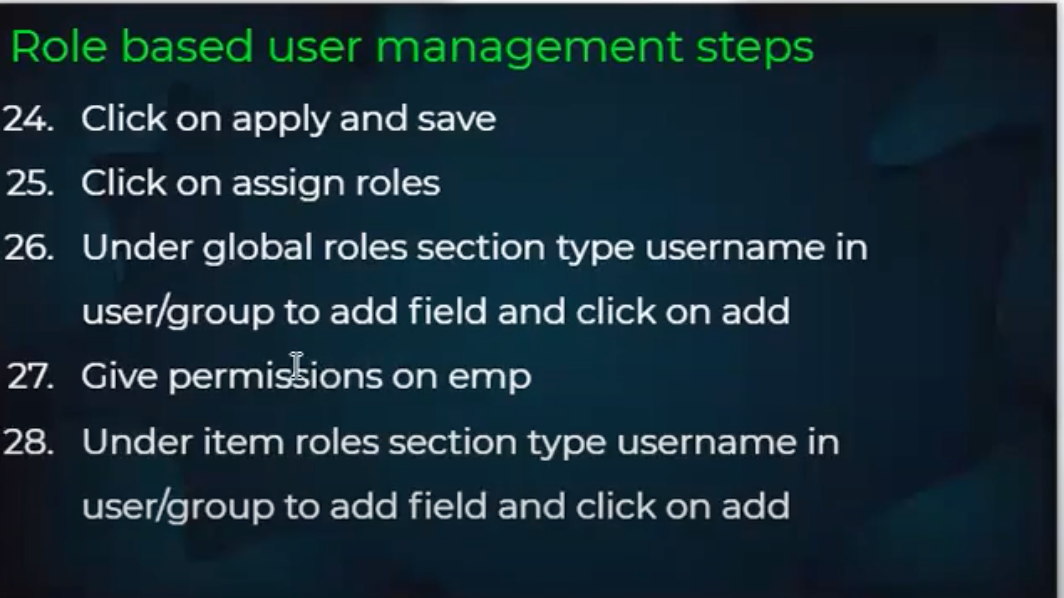 Role based user management steps
24. Click on apply and save
25. Click on assign roles
26. Under global roles section type username in
user/group to add field and click on add
27. Give permissions on emp
28. Under item roles section type username in
user/group to add field and click on add